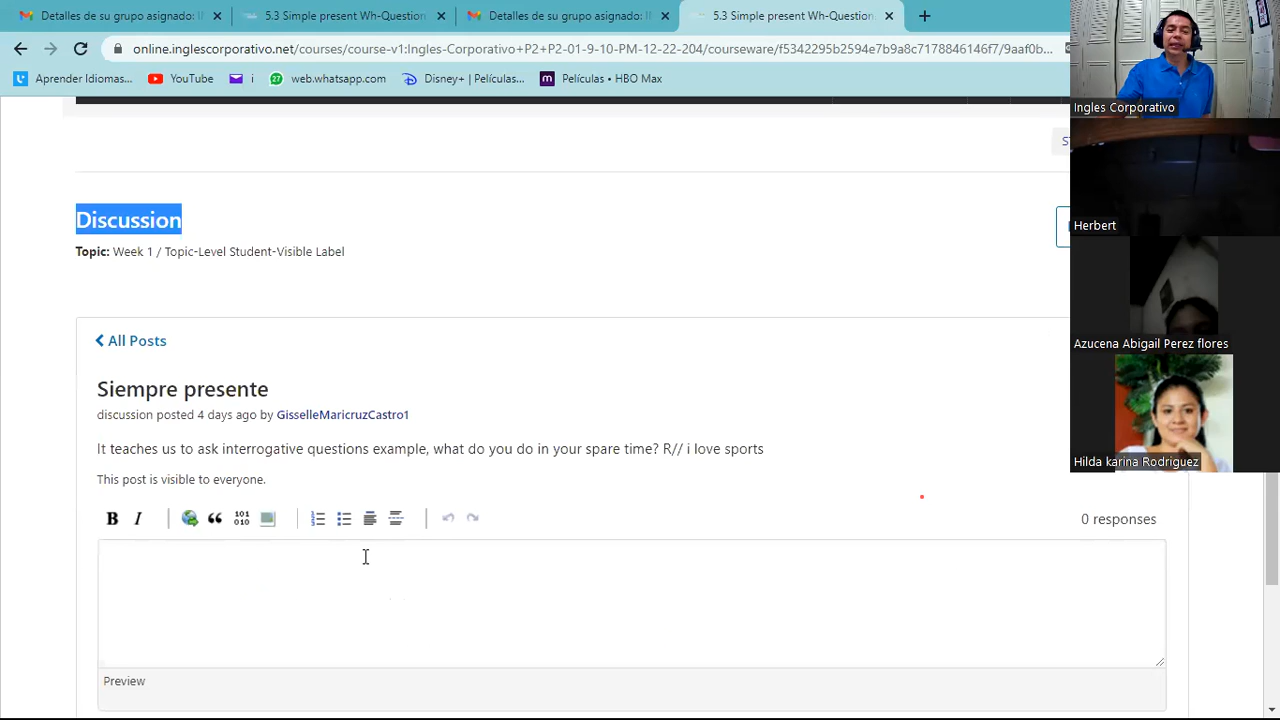 Detalles de su grupo asignado: I
5.3 Simple present Wh-Question
Detalles de su grupo asignado: I
5.3 Simple present Wh-Question
online.inglescorporativo.net/courses/course-v1:Ingles-Corporativo+P2+P2-01-9-10-PM-12-22-204/courseware/f5342295b2594e7b993c7178846146f7/9aaf0b...
Aprender Idiomas...
YouTube
i
web.whatsapp.com
Disney+ | Películas...
Películas • HBO Max
Ingles Corporativo
Herbert
Azucena Abigail Perez flores
Hilda karina Rodriguez
Discussion
Topic: Week 1 / Topic-Level Student-Visible Label
All Posts
Siempre presente
discussion posted 4 days ago by GisselleMaricruzCastro1
It teaches us to ask interrogative questions example, what do you do in your spare time? R// i love sports
This post is visible to everyone.
0 responses
Preview